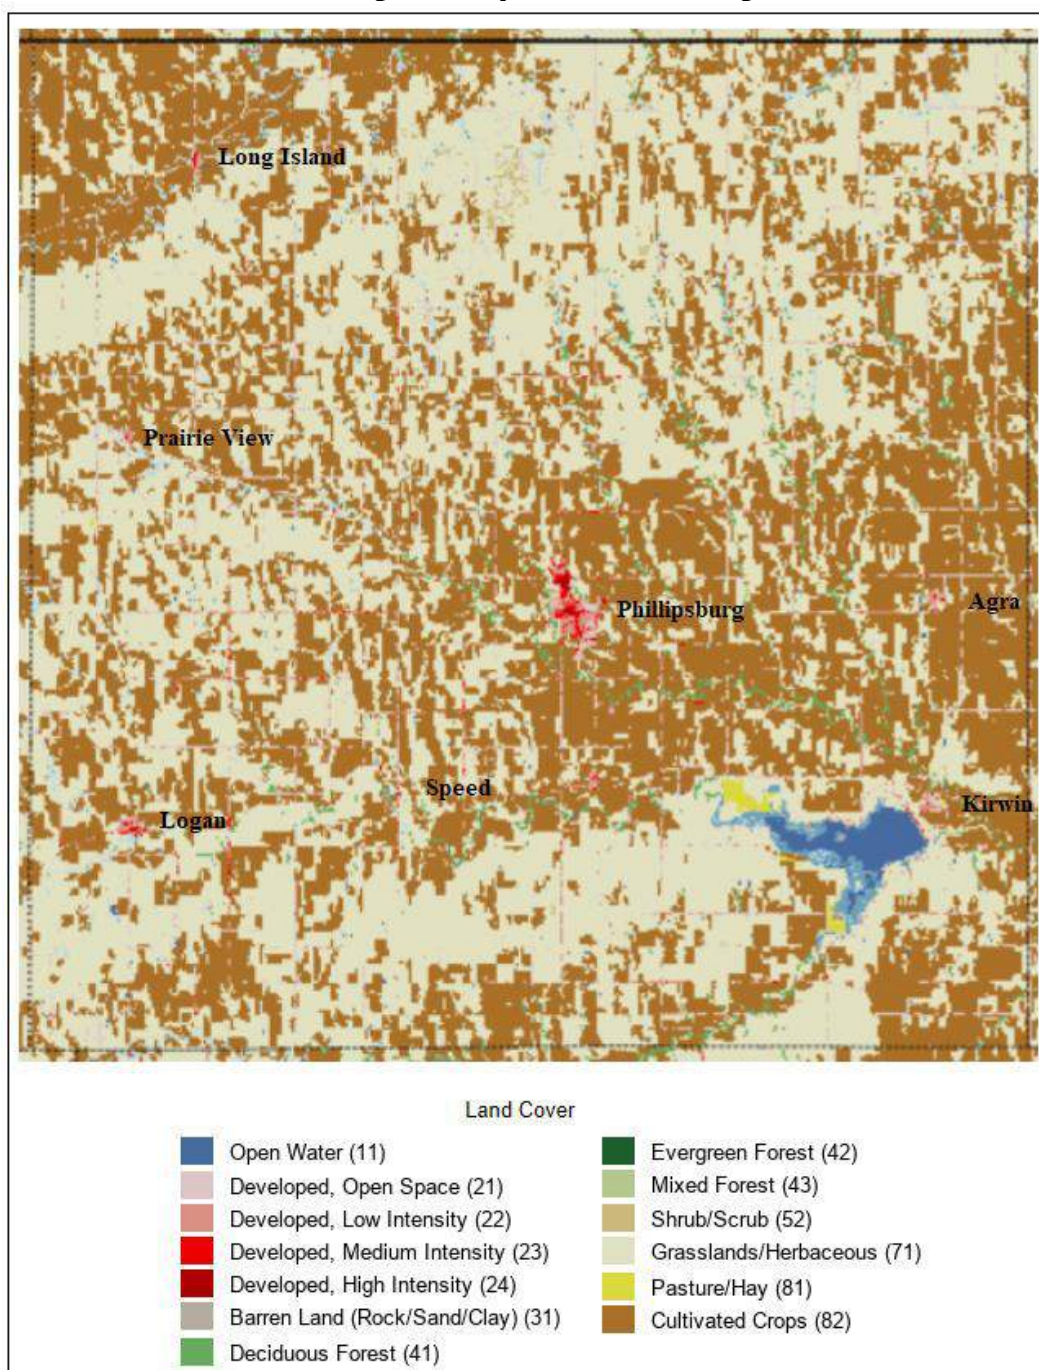 Long Island
Prairie View
Phillipsburg
Agra
Speed
Kirwin
Logan
Land Cover
Open Water (11)
Developed, Open Space (21)
Developed, Low Intensity (22)
Developed, Medium Intensity (23)
Developed, High Intensity (24)
Barren Land (Rock/Sand/Clay) (31)
Deciduous Forest (41)
Evergreen Forest (42)
Mixed Forest (43)
Shrub/Scrub (52)
Grasslands/Herbaceous (71)
Pasture/Hay (81)
Cultivated Crops (82)